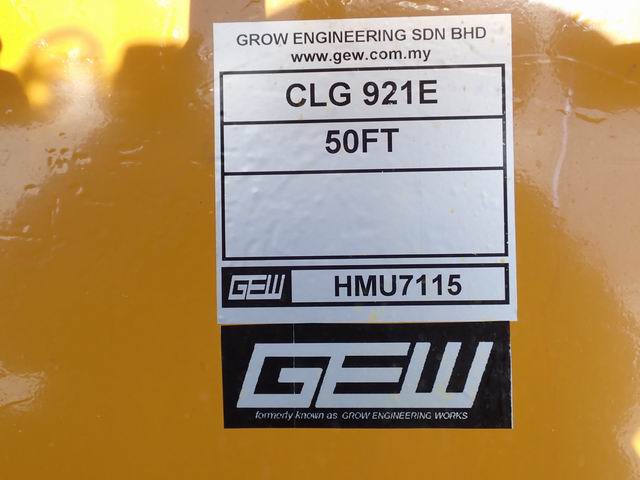 GROW ENGINEERING SDN BHD
www.gew.com.my
CLG 921E
50FT
GEW HMU7115
GEW
formerly known as GROW ENGINEERING WORKS